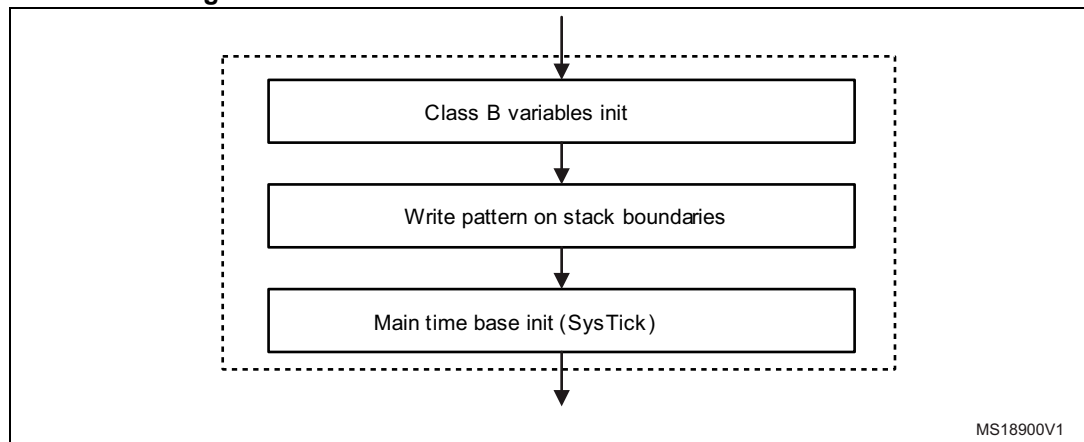 Class B variables init
Write pattern on stack boundaries
Main time base init (SysTick)
MS18900V1